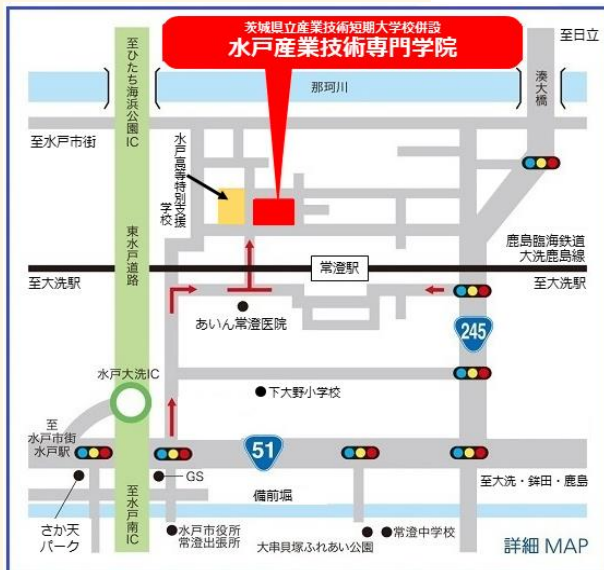 茨城県立産業技術短期大学校併設
水戸産業技術専門学院
至日立
至ひたち海浜公園IC
那珂川
湊大橋
至水戸市街
水戸高等特別支援
学校
東水戸道路
鹿島臨海鉄道
大洗鹿島線
常澄駅
至大洗駅
至大洗駅
あいん常澄医院
245
水戸大洗IC
下大野小学校
至
水戸市街
水戸駅
51
GS
至大洗・鉾田・鹿島
備前堀
さか天
パーク
至水戸南IC
水戸市役所
常澄出張所
大串貝塚ふれあい公園
常澄中学校
詳細 MAP